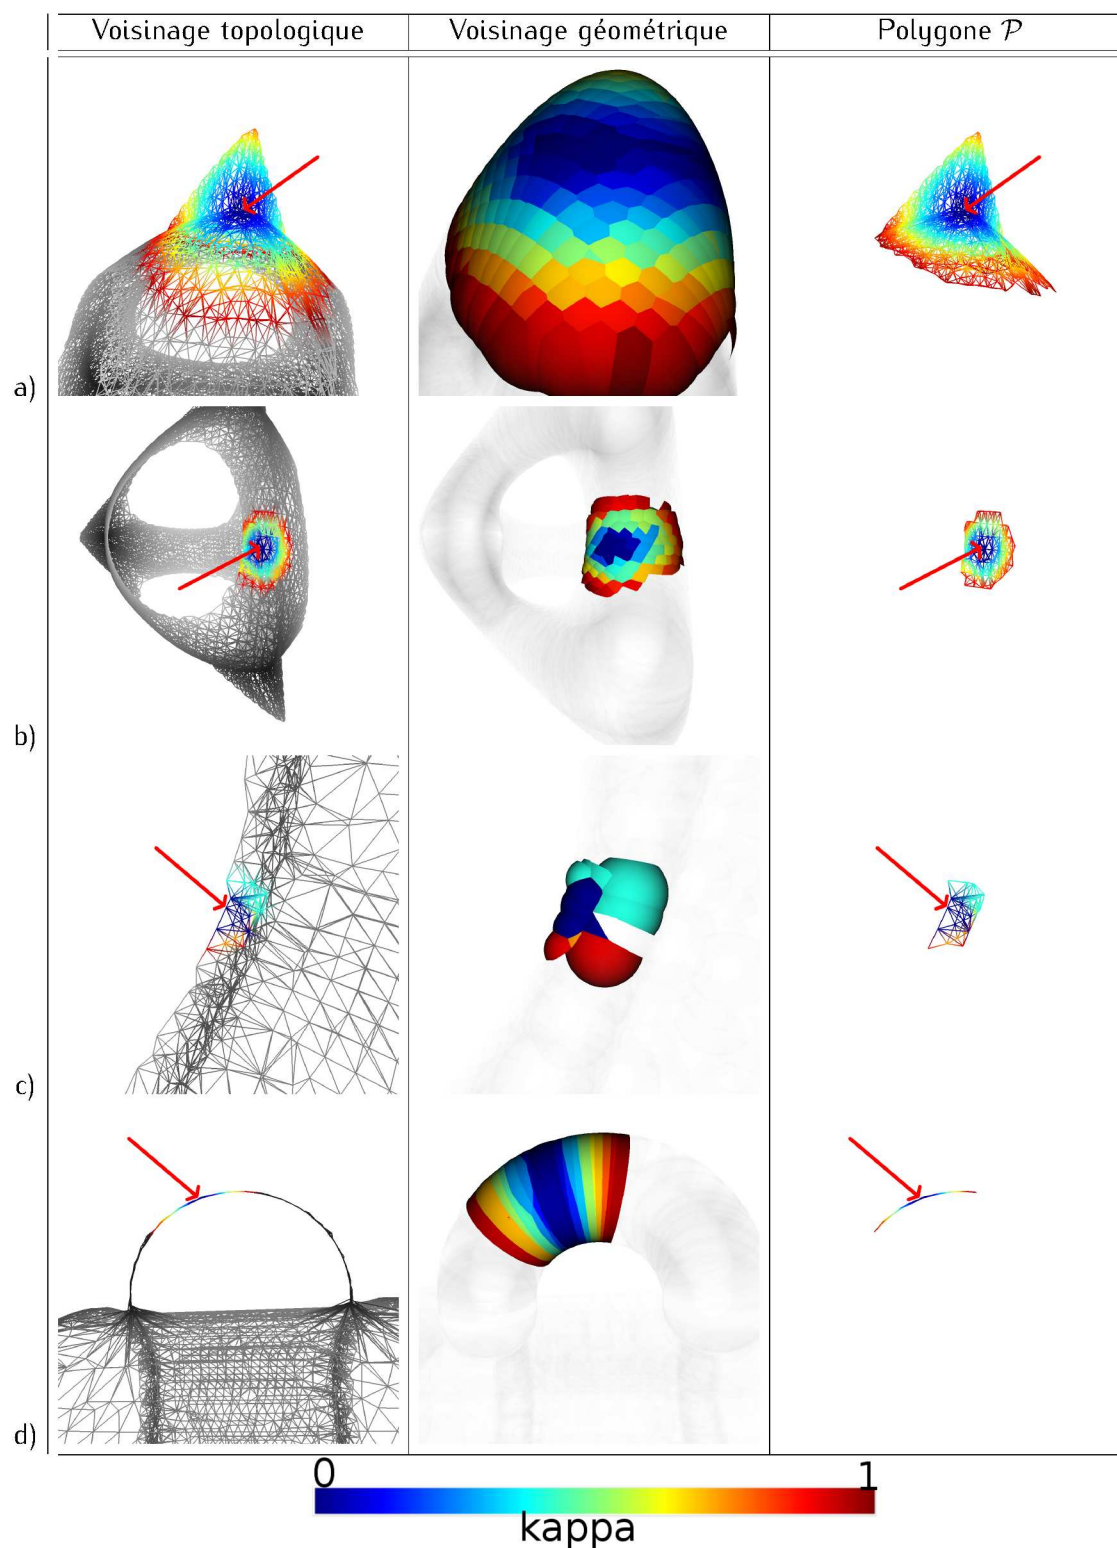 Voisinage topologique
Voisinage géométrique
Polygone 𝒫
a)
b)
c)
d)
0
1
kappa